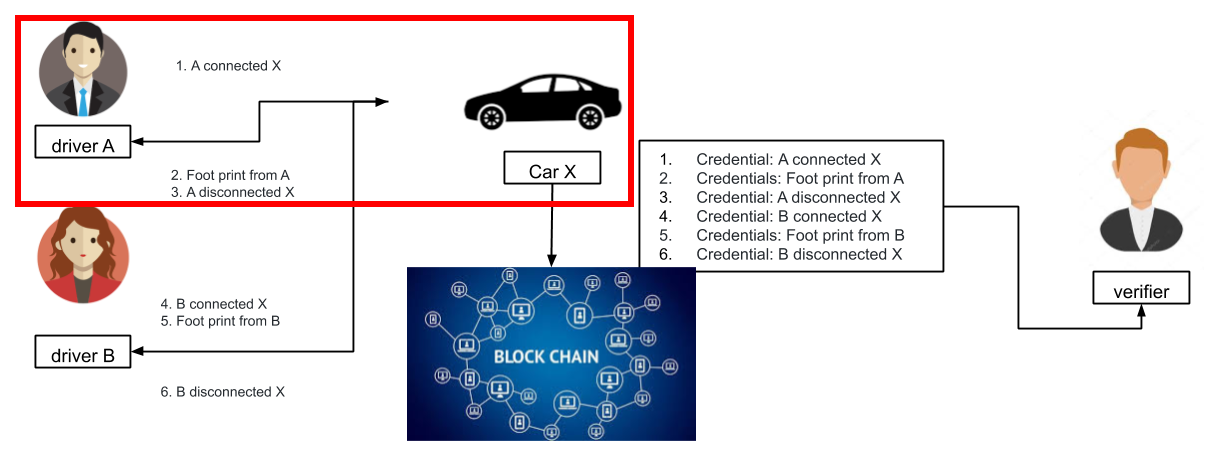 1. A connected X
driver A
2. Foot print from A
3. A disconnected X
Car X
1. Credential: A connected X
2. Credentials: Foot print from A
3. Credential: A disconnected X
4. Credential: B connected X
5. Credentials: Foot print from B
6. Credential: B disconnected X
verifier
4. B connected X
5. Foot print from B
driver B
6. B disconnected X
BLOCK CHAIN